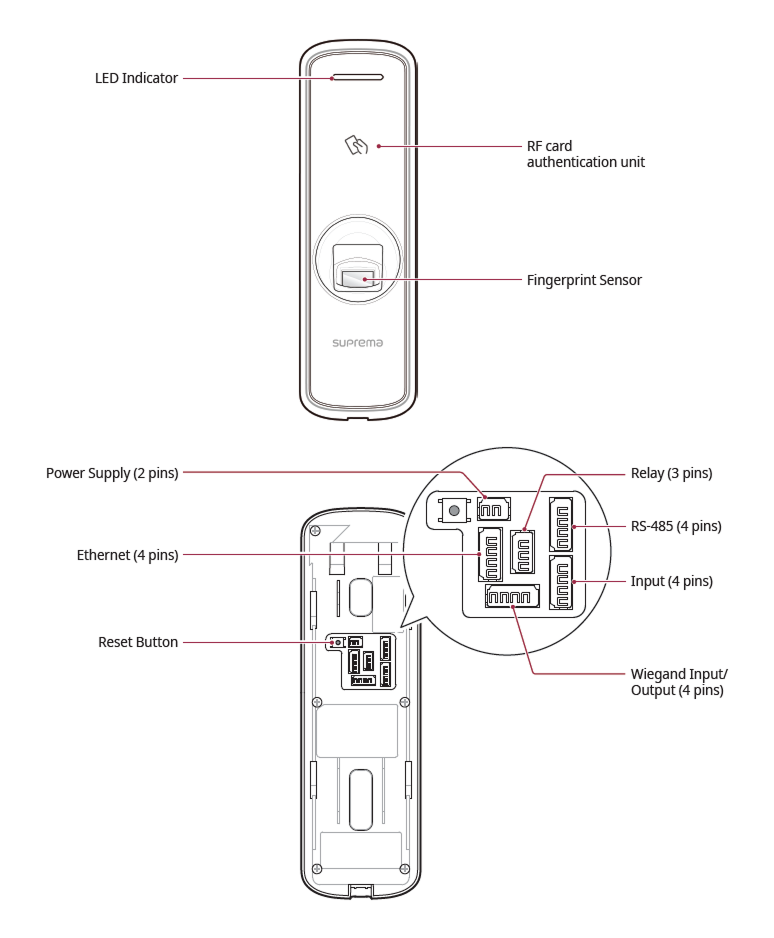 LED Indicator
RF card
authentication unit
Fingerprint Sensor
suprema
Power Supply (2 pins)
Relay (3 pins)
RS-485 (4 pins)
Ethernet (4 pins)
Input (4 pins)
Reset Button
Wiegand Input/
Output (4 pins)